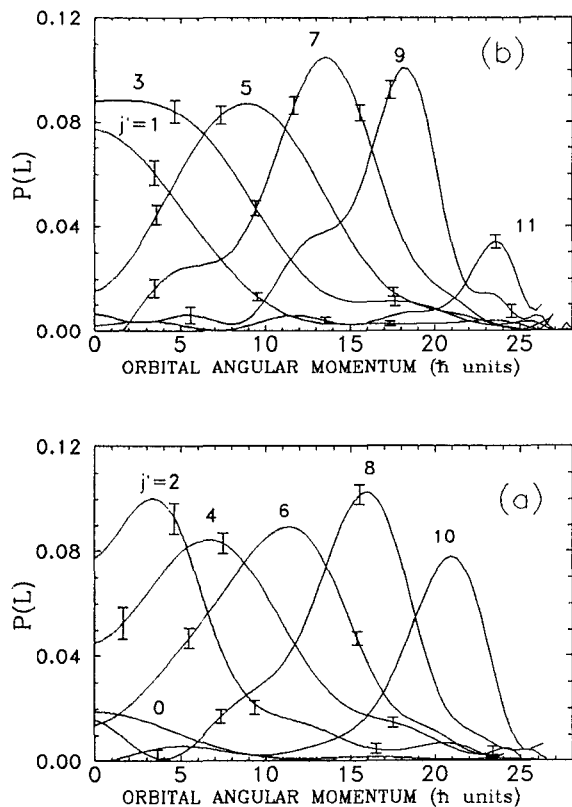 0.12
7
9
(b)
3
5
j'=1
0.08
P(L)
0.04
11
0.00
0 5 10 15 20 25
ORBITAL ANGULAR MOMENTUM (ħ units)
0.12
8
(a)
j'=2
4
6
10
0.08
P(L)
0.04
0
0.00
0 5 10 15 20 25
ORBITAL ANGULAR MOMENTUM (ħ units)